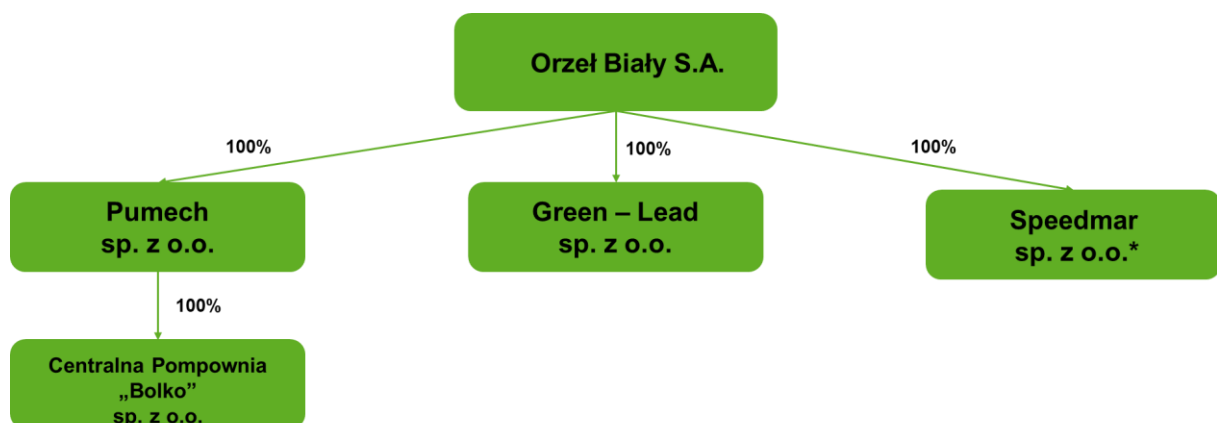 Orzeł Biały S.A.
100%
100%
100%
Pumech
sp. z o.o.
Green – Lead
sp. z o.o.
Speedmar
sp. z o.o.*
100%
Centralna Pompownia
„Bolko”
sp. z o.o.